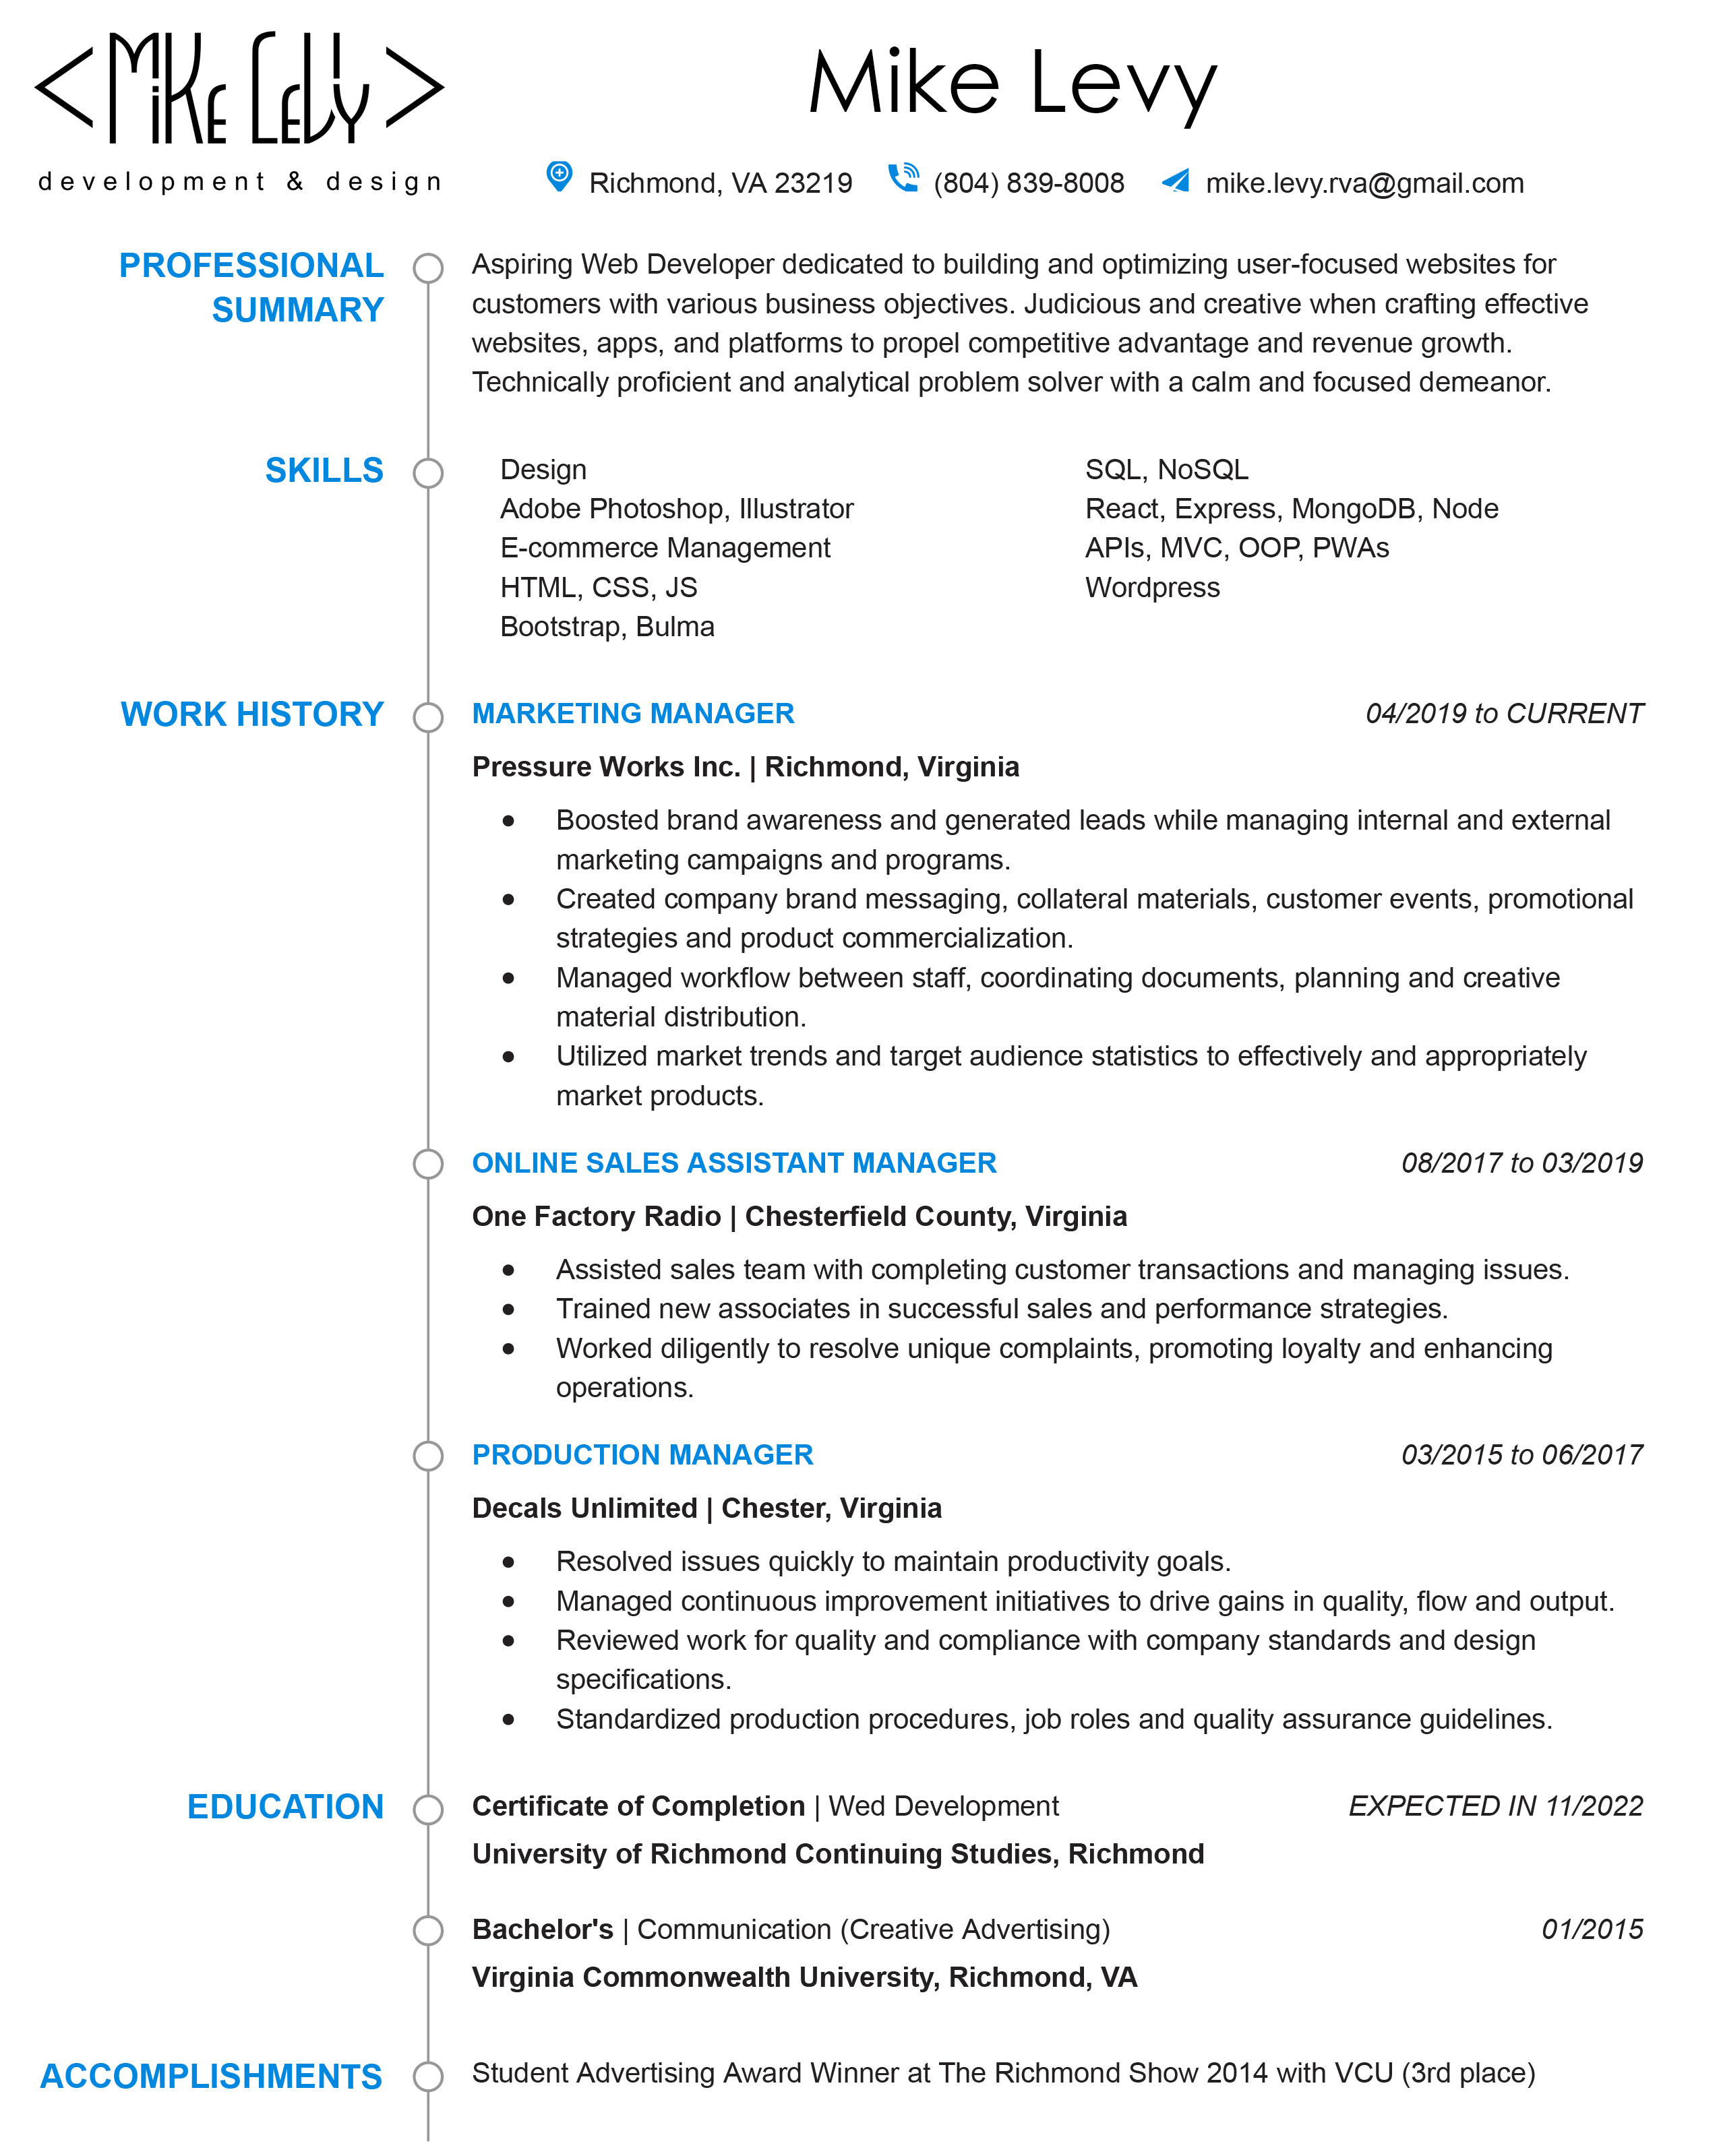 <MiKe LeVy>
development & design
Mike Levy
Richmond, VA 23219 (804) 839-8008 mike.levy.rva@gmail.com
PROFESSIONAL
SUMMARY
Aspiring Web Developer dedicated to building and optimizing user-focused websites for
customers with various business objectives. Judicious and creative when crafting effective
websites, apps, and platforms to propel competitive advantage and revenue growth.
Technically proficient and analytical problem solver with a calm and focused demeanor.
SKILLS
Design
Adobe Photoshop, Illustrator
E-commerce Management
HTML, CSS, JS
Bootstrap, Bulma
SQL, NoSQL
React, Express, MongoDB, Node
APIs, MVC, OOP, PWAs
Wordpress
WORK HISTORY
MARKETING MANAGER 04/2019 to CURRENT
Pressure Works Inc. | Richmond, Virginia
● Boosted brand awareness and generated leads while managing internal and external
marketing campaigns and programs.
● Created company brand messaging, collateral materials, customer events, promotional
strategies and product commercialization.
● Managed workflow between staff, coordinating documents, planning and creative
material distribution.
● Utilized market trends and target audience statistics to effectively and appropriately
market products.
ONLINE SALES ASSISTANT MANAGER 08/2017 to 03/2019
One Factory Radio | Chesterfield County, Virginia
● Assisted sales team with completing customer transactions and managing issues.
● Trained new associates in successful sales and performance strategies.
● Worked diligently to resolve unique complaints, promoting loyalty and enhancing
operations.
PRODUCTION MANAGER 03/2015 to 06/2017
Decals Unlimited | Chester, Virginia
● Resolved issues quickly to maintain productivity goals.
● Managed continuous improvement initiatives to drive gains in quality, flow and output.
● Reviewed work for quality and compliance with company standards and design
specifications.
● Standardized production procedures, job roles and quality assurance guidelines.
EDUCATION
Certificate of Completion | Wed Development EXPECTED IN 11/2022
University of Richmond Continuing Studies, Richmond
Bachelor's | Communication (Creative Advertising) 01/2015
Virginia Commonwealth University, Richmond, VA
ACCOMPLISHMENTS
Student Advertising Award Winner at The Richmond Show 2014 with VCU (3rd place)